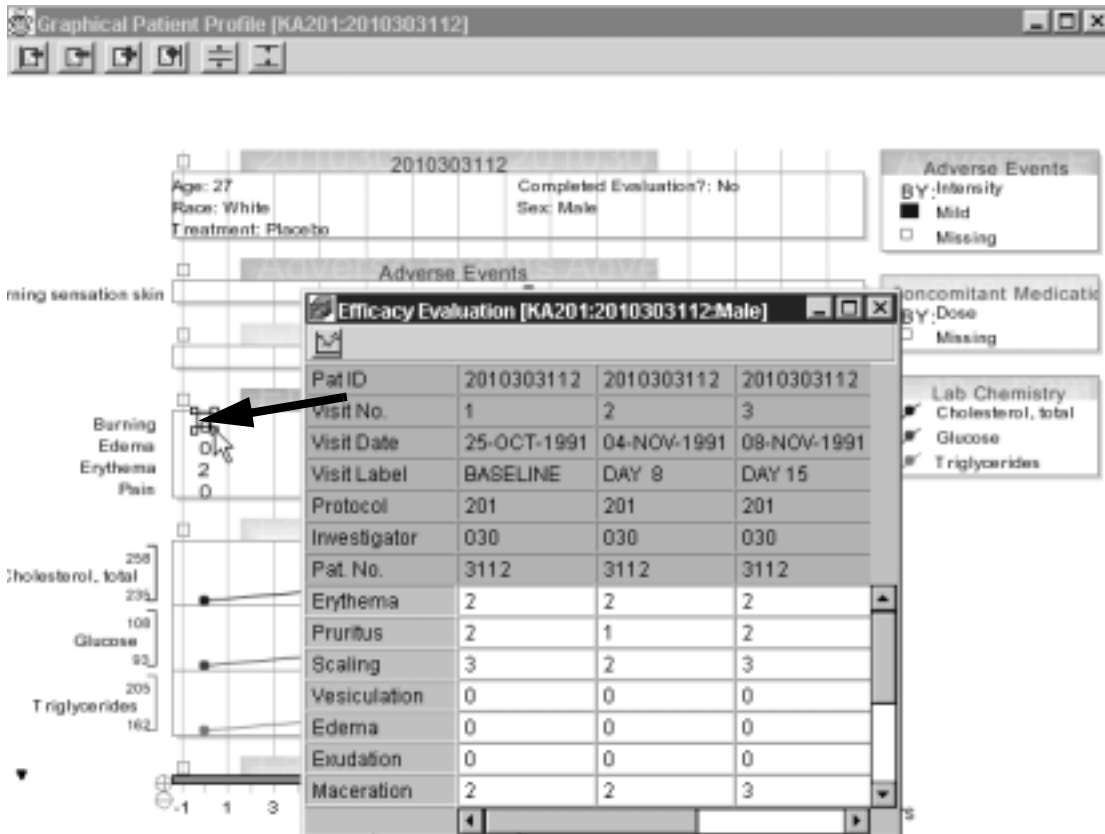 Graphical Patient Profile [KA201:2010303112]
2010303112
Age: 27
Completed Evaluation?: No
Race: White
Sex: Male
Treatment: Placebo
Adverse Events
BY:Intensity
Mild
Missing
Adverse Events
rning sensation skin
oncomitant Medicatic
BY:Dose
Missing
Lab Chemistry
Cholesterol, total
Glucose
Triglycerides
Burning
Edema 0
Erythema 2
Pain 0
258
Cholesterol, total
235
108
Glucose
93
205
Triglycerides
162
-1 1 3
Efficacy Evaluation [KA201:2010303112:Male]
Pat ID 2010303112 2010303112 2010303112
Visit No. 1 2 3
Visit Date 25-OCT-1991 04-NOV-1991 08-NOV-1991
Visit Label BASELINE DAY 8 DAY 15
Protocol 201 201 201
Investigator 030 030 030
Pat. No. 3112 3112 3112
Erythema 2 2 2
Pruritus 2 1 2
Scaling 3 2 3
Vesiculation 0 0 0
Edema 0 0 0
Exudation 0 0 0
Maceration 2 2 3